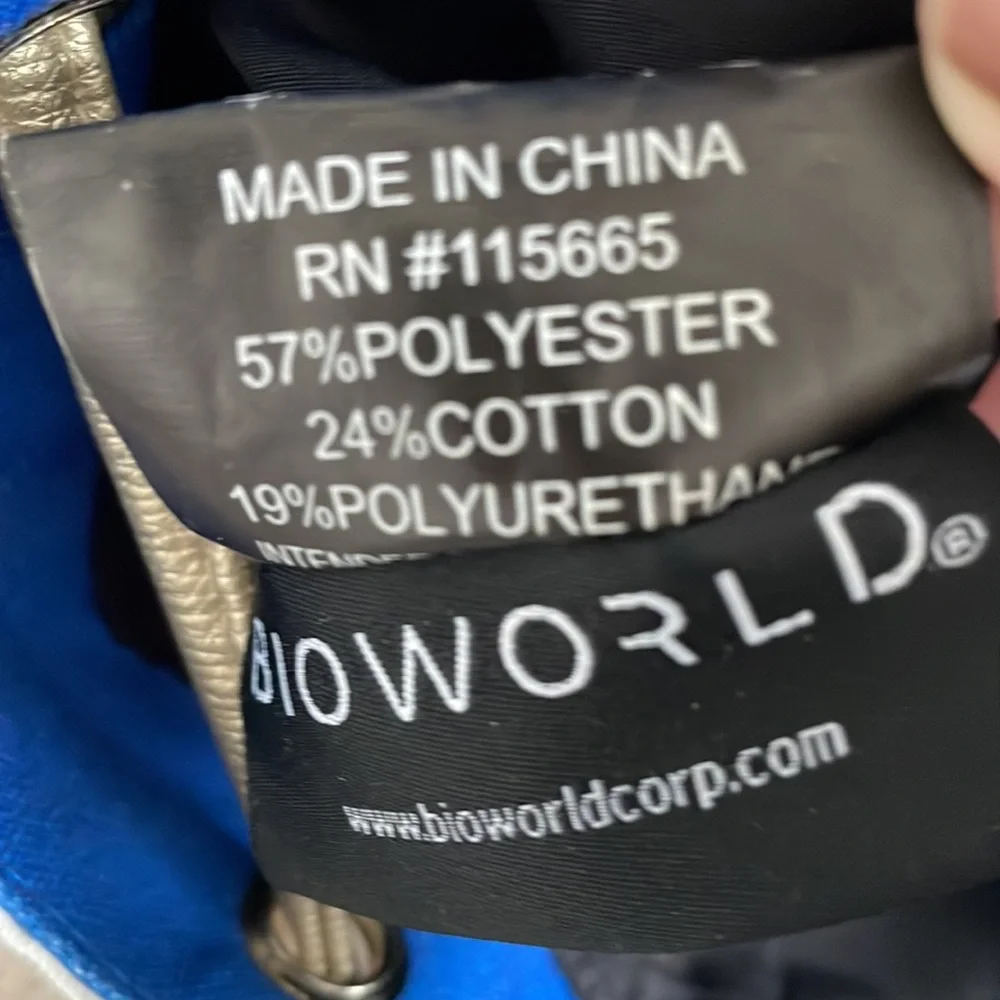 MADE IN CHINA
RN #115665
57%POLYESTER
24%COTTON
19%POLYURETHANE
BIOWORLD®
www.bioworldcorp.com